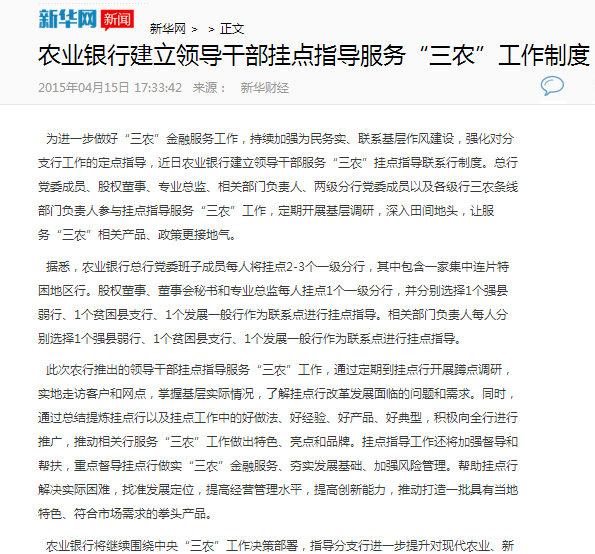 新华网 新闻
新华网 > > 正文
农业银行建立领导干部挂点指导服务“三农”工作制度
2015年04月15日 17:33:42 来源： 新华财经
为进一步做好“三农”金融服务工作，持续加强为民务实、联系基层作风建设，强化对分
支行工作的定点指导，近日农业银行建立领导干部服务“三农”挂点指导联系行制度。总行
党委成员、股权董事、专业总监、相关部门负责人、两级分行党委成员以及各级行三农条线
部门负责人参与挂点指导服务“三农”工作，定期开展基层调研，深入田间地头，让服
务“三农”相关产品、政策更接地气。
据悉，农业银行总行党委班子成员每人将挂点2-3个一级分行，其中包含一家集中连片特
困地区行。股权董事、董事会秘书和专业总监每人挂点1个一级分行，并分别选择1个强县
弱行、1个贫困县支行、1个发展一般行作为联系点进行挂点指导。相关部门负责人每人分
别选择1个强县弱行、1个贫困县支行、1个发展一般行作为联系点进行挂点指导。
此次农行推出的领导干部挂点指导服务“三农”工作，通过定期到挂点行开展蹲点调研，
实地走访客户和网点，掌握基层实际情况，了解挂点行改革发展面临的问题和需求。同时，
通过总结提炼挂点行以及挂点工作中的好做法、好经验、好产品、好典型，积极向全行进行
推广，推动相关行服务“三农”工作做出特色、亮点和品牌。挂点指导工作还将加强督导和
帮扶，重点督导挂点行做实“三农”金融服务、夯实发展基础、加强风险管理。帮助挂点行
解决实际困难，找准发展定位，提高经营管理水平，提高创新能力，推动打造一批具有当地
特色、符合市场需求的拳头产品。
农业银行将继续围绕中央“三农”工作决策部署，指导分支行进一步提升对现代农业、新